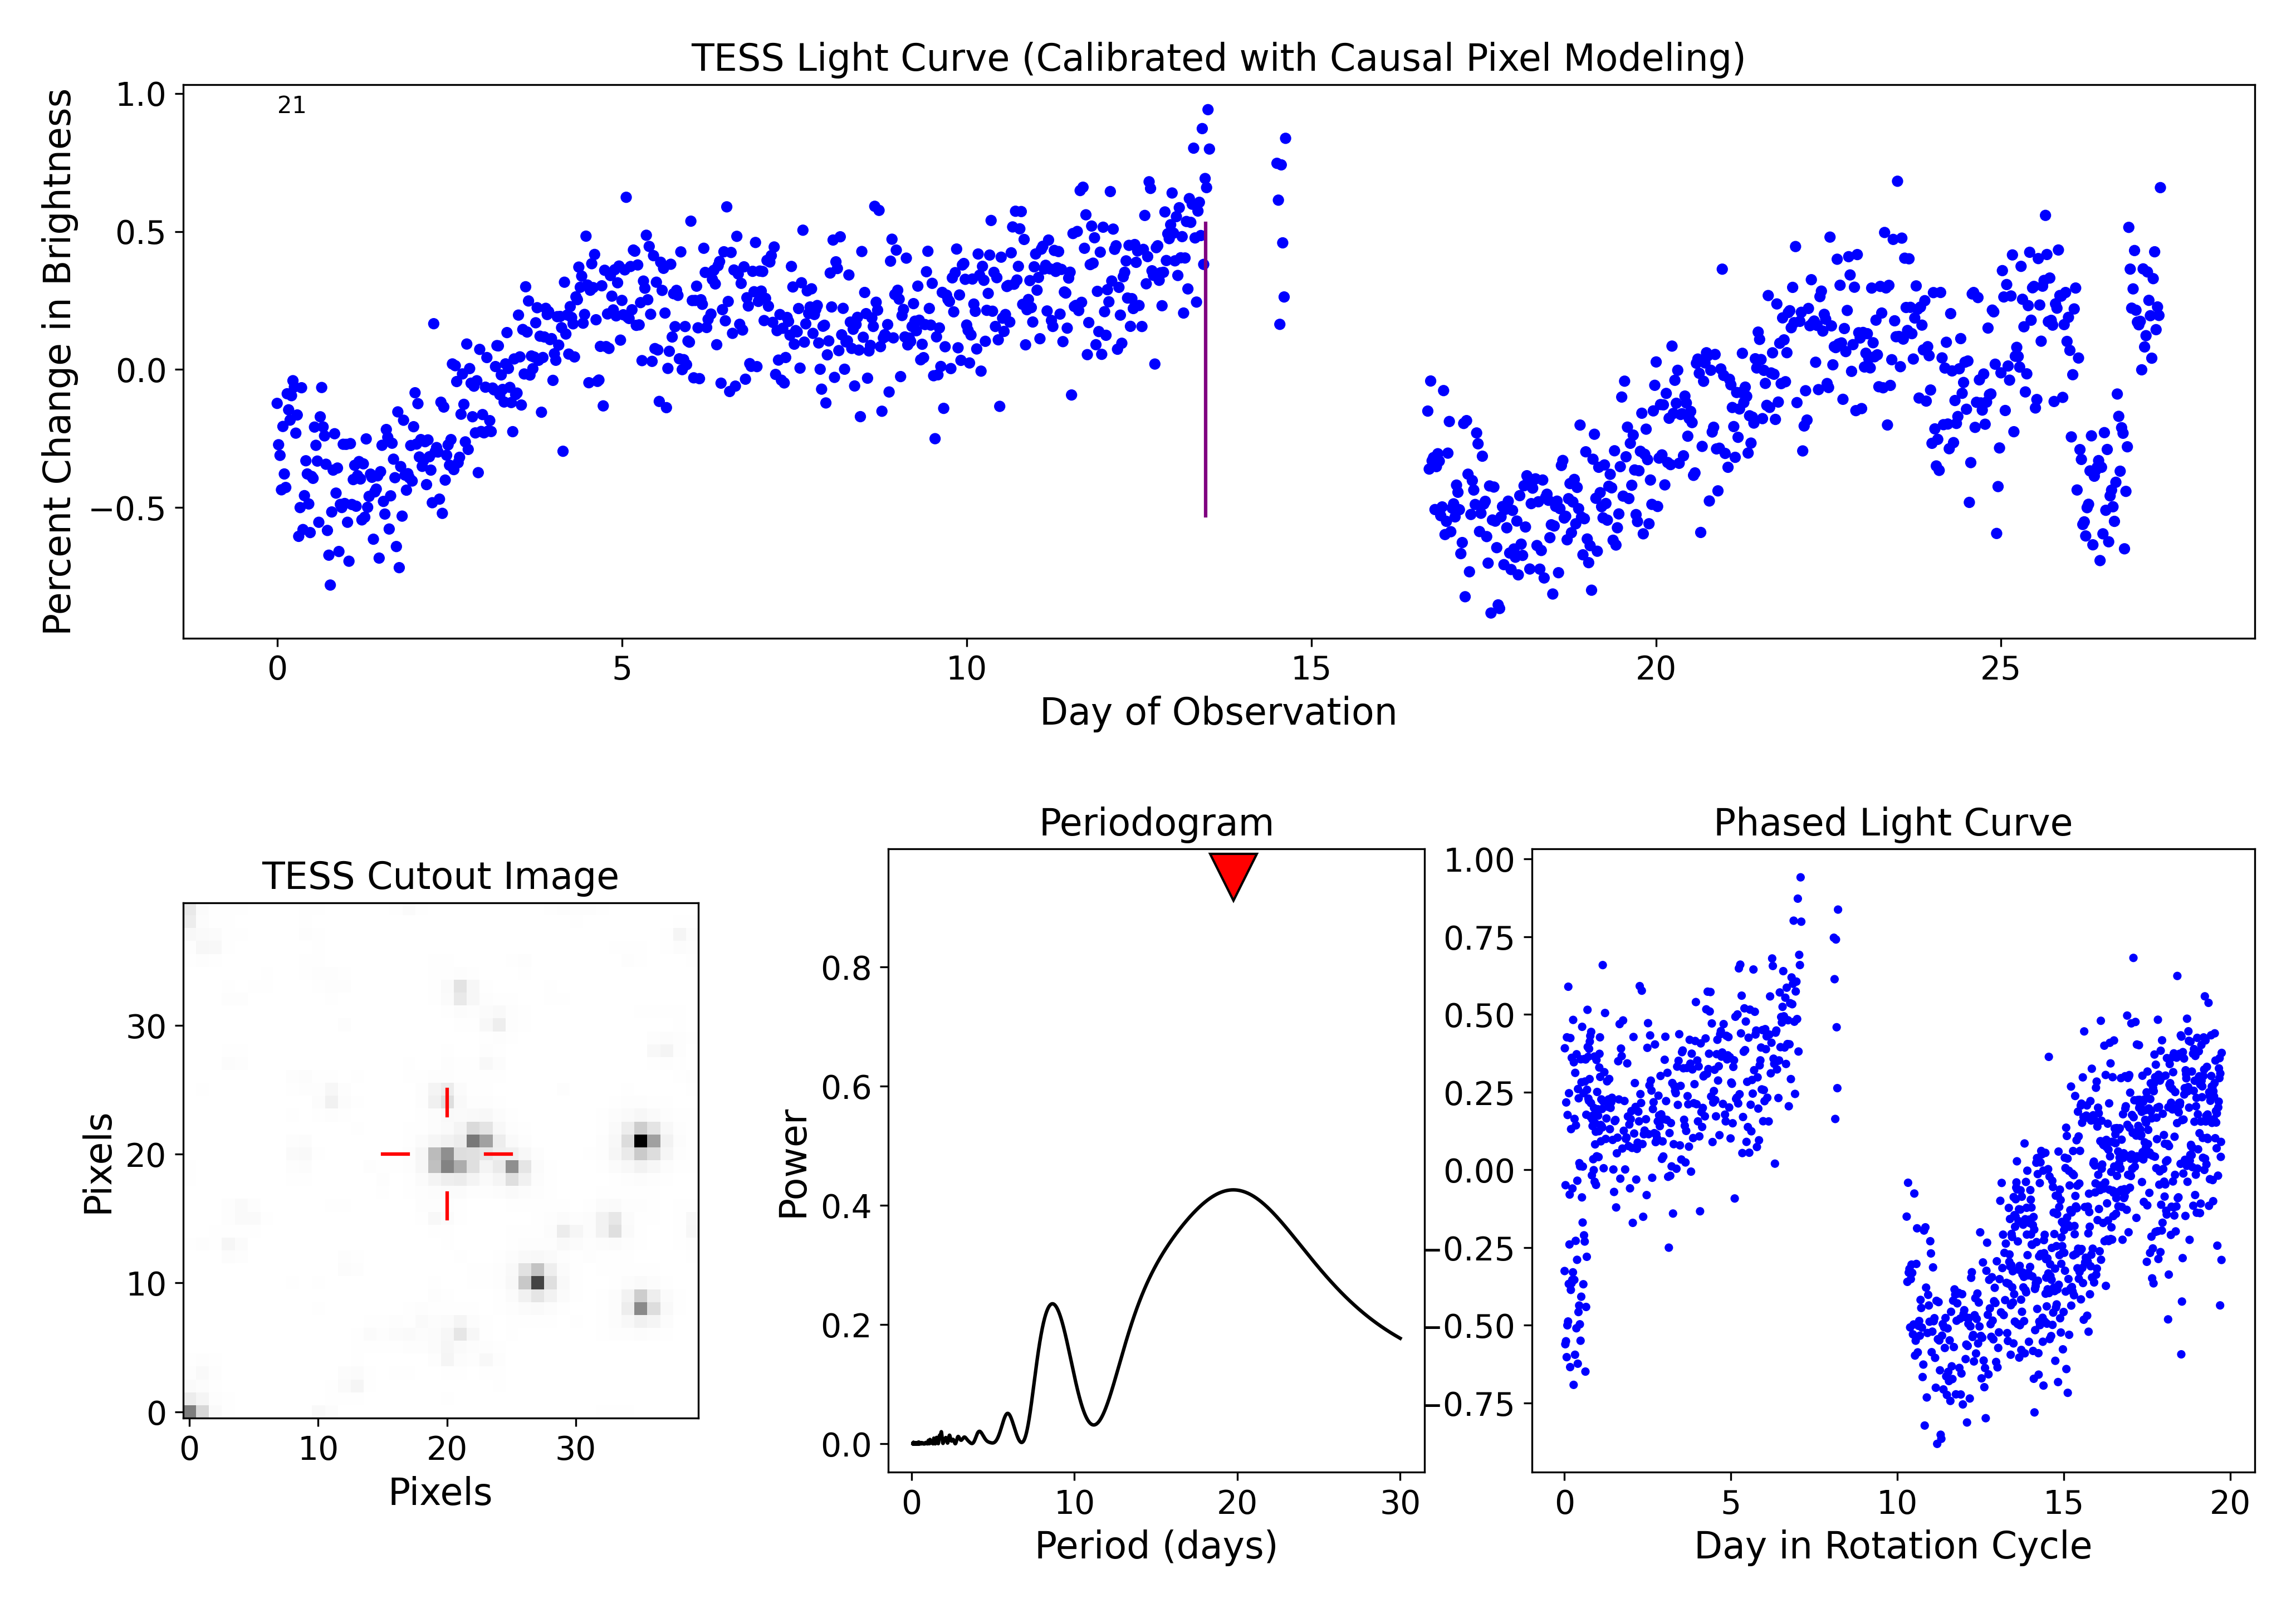 TESS Light Curve (Calibrated with Causal Pixel Modeling)
Percent Change in Brightness
1.0
0.5
0.0
−0.5
21
0 5 10 15 20 25
Day of Observation
TESS Cutout Image
Pixels
30
20
10
0
0 10 20 30
Pixels
Periodogram
Power
0.8
0.6
0.4
0.2
0.0
0 10 20 30
Period (days)
Phased Light Curve
1.00
0.75
0.50
0.25
0.00
−0.25
−0.50
−0.75
0 5 10 15 20
Day in Rotation Cycle